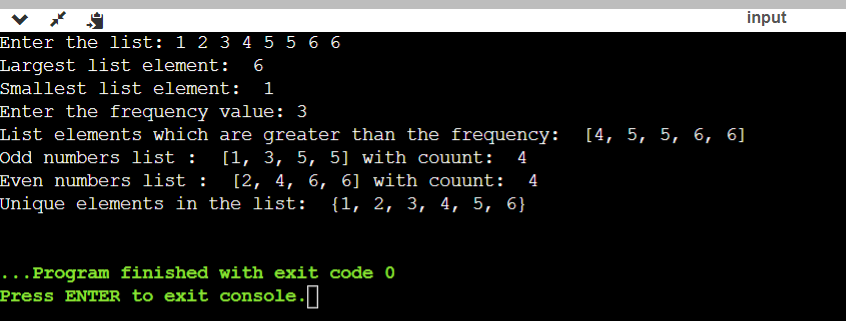 input
Enter the list: 1 2 3 4 5 5 6 6
Largest list element:  6
Smallest list element:  1
Enter the frequency value: 3
List elements which are greater than the frequency:  [4, 5, 5, 6, 6]
Odd numbers list :  [1, 3, 5, 5] with couunt:  4
Even numbers list :  [2, 4, 6, 6] with couunt:  4
Unique elements in the list:  {1, 2, 3, 4, 5, 6}
...Program finished with exit code 0
Press ENTER to exit console.